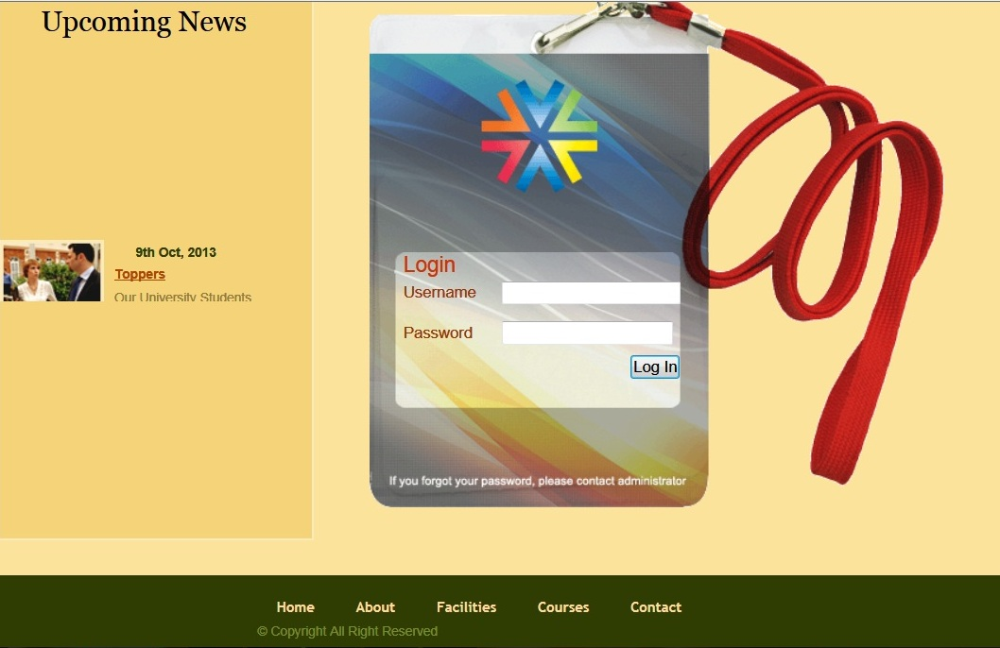 Upcoming News
9th Oct, 2013
Toppers
Our University Students
Login
Username
Password
Log In
If you forgot your password, please contact administrator
Home About Facilities Courses Contact
© Copyright All Right Reserved